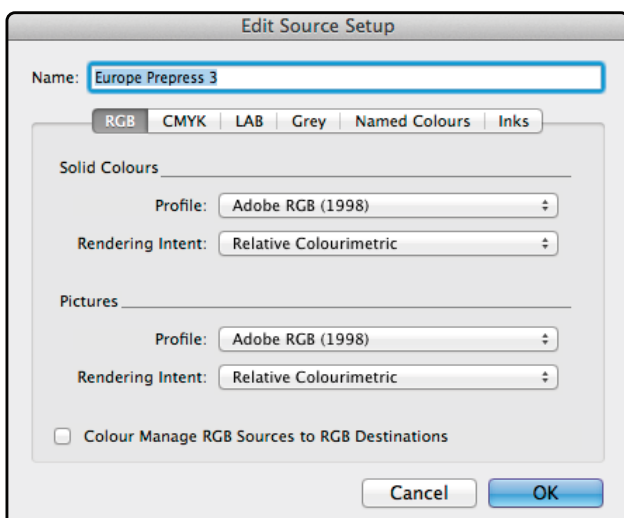 Edit Source Setup
Name: Europe Prepress 3
RGB CMYK LAB Grey Named Colours Inks
Solid Colours
Profile: Adobe RGB (1998)
Rendering Intent: Relative Colourimetric
Pictures
Profile: Adobe RGB (1998)
Rendering Intent: Relative Colourimetric
Colour Manage RGB Sources to RGB Destinations
Cancel OK